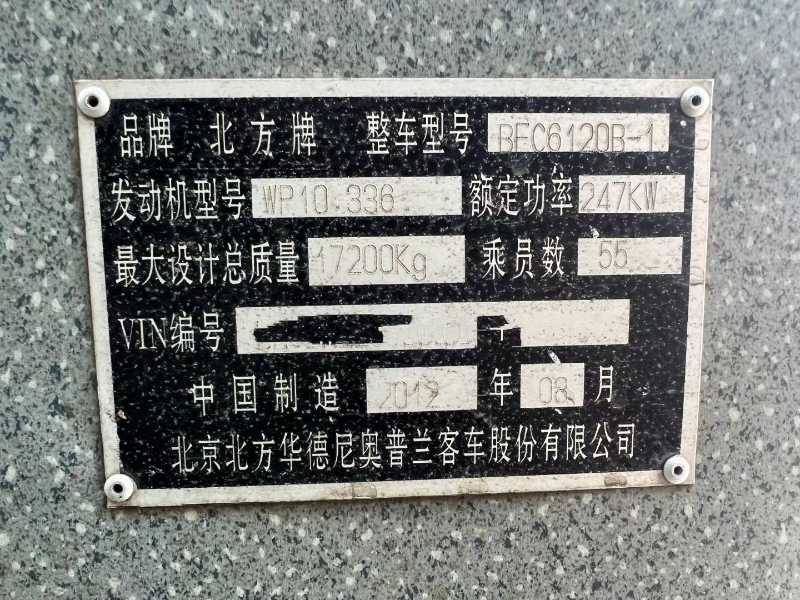 品牌 北方牌 整车型号 BFC6120B-1
发动机型号 WP10.336 额定功率 247KW
最大设计总质量 17200Kg 乘员数 55
VIN编号
中国制造 2012 年 08 月
北京北方华德尼奥普兰客车股份有限公司